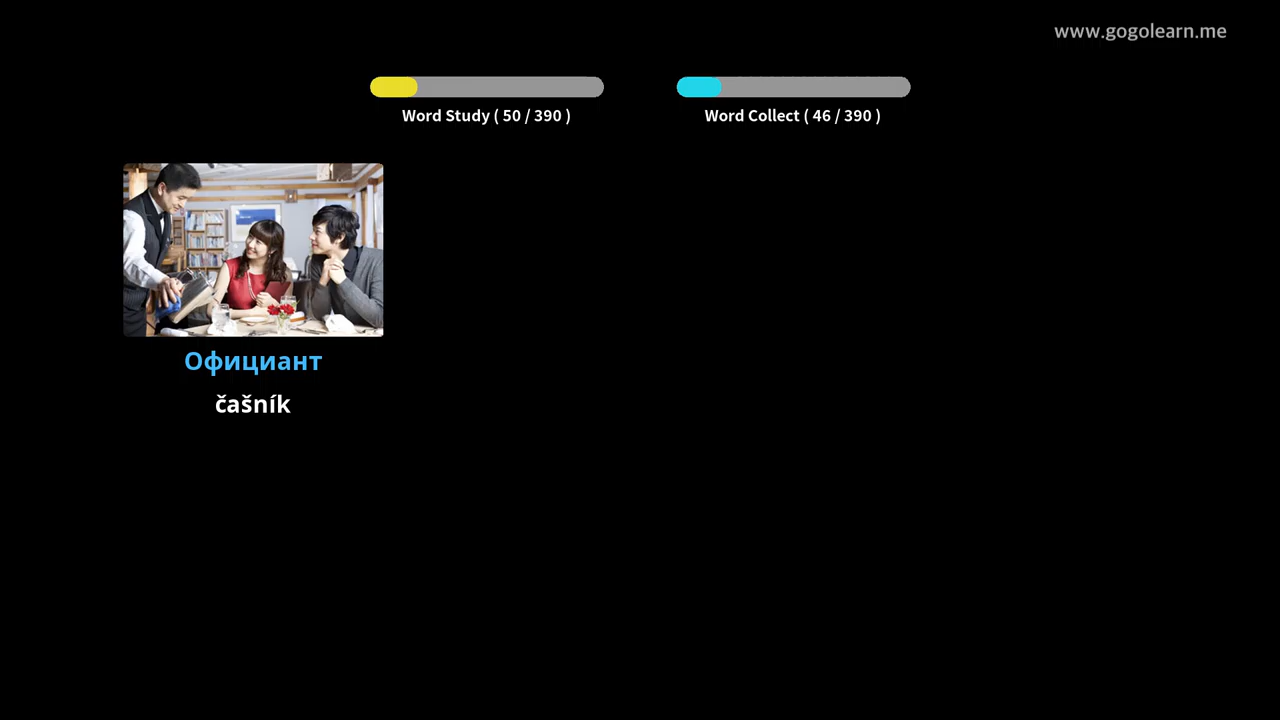 www.gogolearn.me
Word Study ( 50 / 390 )
Word Collect ( 46 / 390 )
Официант
čašník